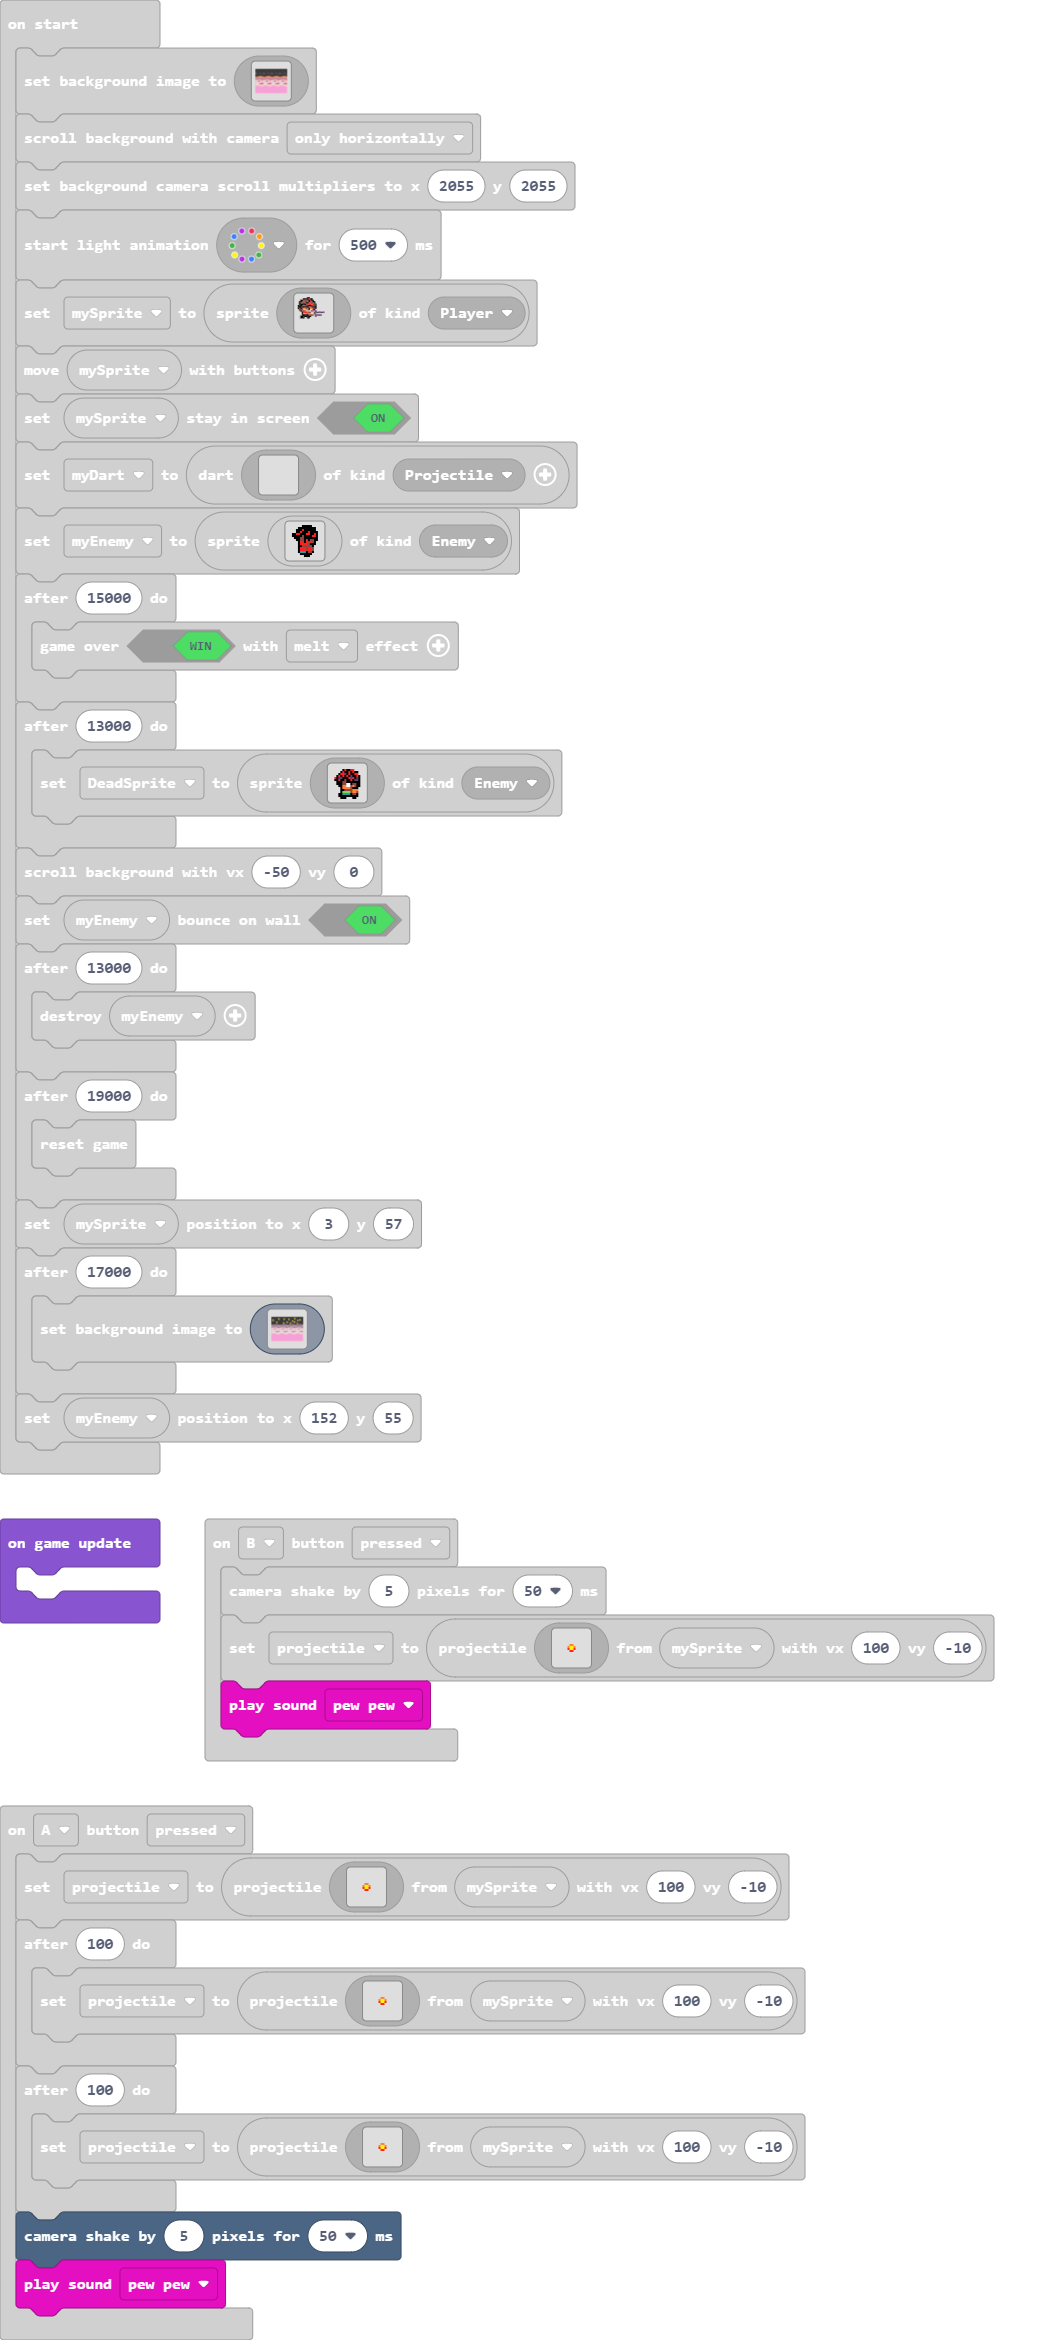 on start
set background image to
scroll background with camera only horizontally
set background camera scroll multipliers to x 2055 y 2055
start light animation for 500 ms
set mySprite to sprite of kind Player
move mySprite with buttons
set mySprite stay in screen ON
set myDart to dart of kind Projectile
set myEnemy to sprite of kind Enemy
after 15000 do
game over WIN with melt effect
after 13000 do
set DeadSprite to sprite of kind Enemy
scroll background with vx -50 vy 0
set myEnemy bounce on wall ON
after 13000 do
destroy myEnemy
after 19000 do
reset game
set mySprite position to x 3 y 57
after 17000 do
set background image to
set myEnemy position to x 152 y 55
on game update
on B button pressed
camera shake by 5 pixels for 50 ms
set projectile to projectile from mySprite with vx 100 vy -10
play sound pew pew
on A button pressed
set projectile to projectile from mySprite with vx 100 vy -10
after 100 do
set projectile to projectile from mySprite with vx 100 vy -10
after 100 do
set projectile to projectile from mySprite with vx 100 vy -10
camera shake by 5 pixels for 50 ms
play sound pew pew